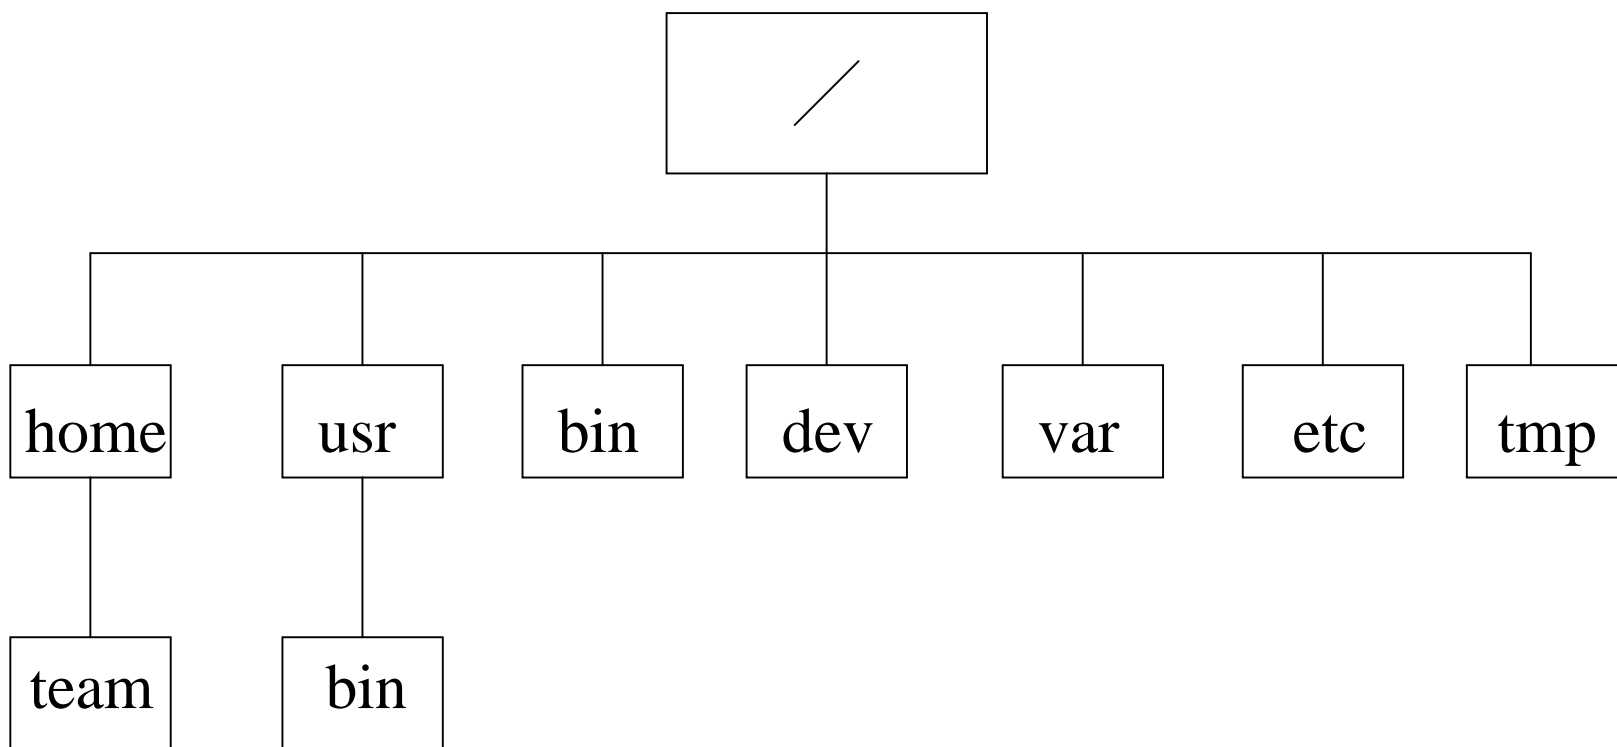 /
home usr bin dev var etc tmp
team bin